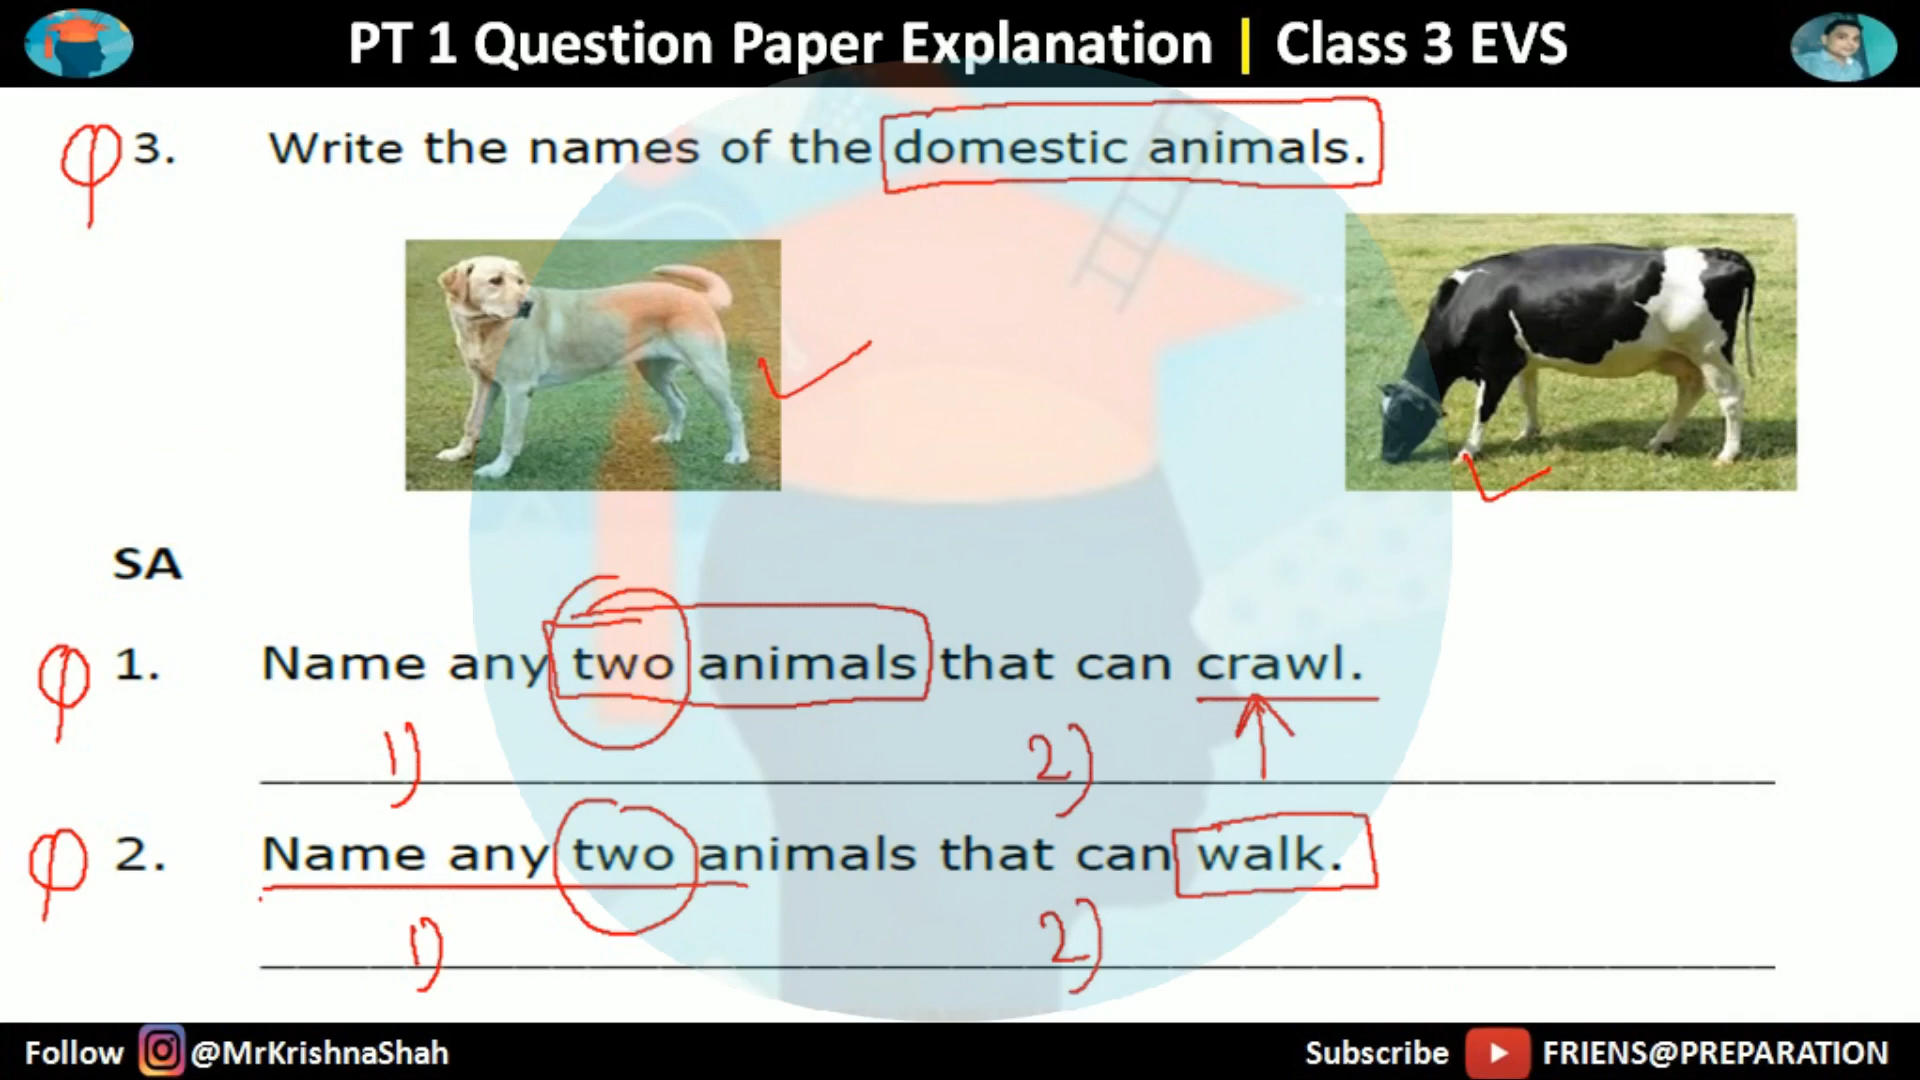 PT 1 Question Paper Explanation | Class 3 EVS
3. Write the names of the domestic animals.
SA
1. Name any two animals that can crawl.
1) 2)
2. Name any two animals that can walk.
1) 2)
Follow @MrKrishnaShah Subscribe FRIENS@PREPARATION